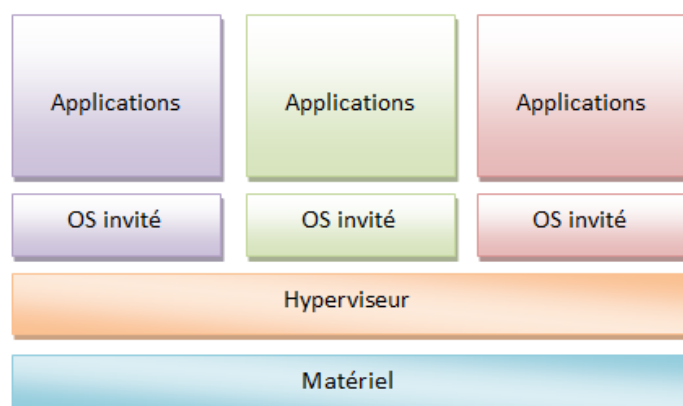 Applications
Applications
Applications
OS invité
OS invité
OS invité
Hyperviseur
Matériel